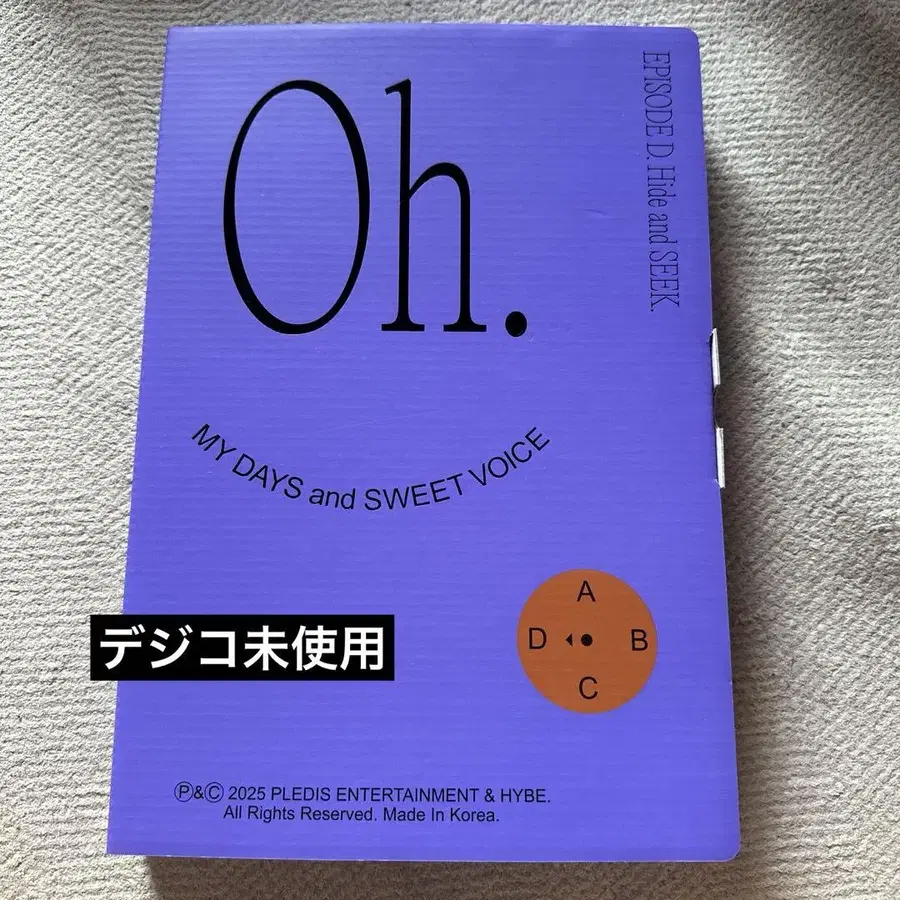 Oh.
EPISODE D. Hide and SEEK.
MY DAYS and SWEET VOICE
A
D B
C
デジコ未使用
Ⓟ&Ⓒ 2025 PLEDIS ENTERTAINMENT & HYBE.
All Rights Reserved. Made In Korea.